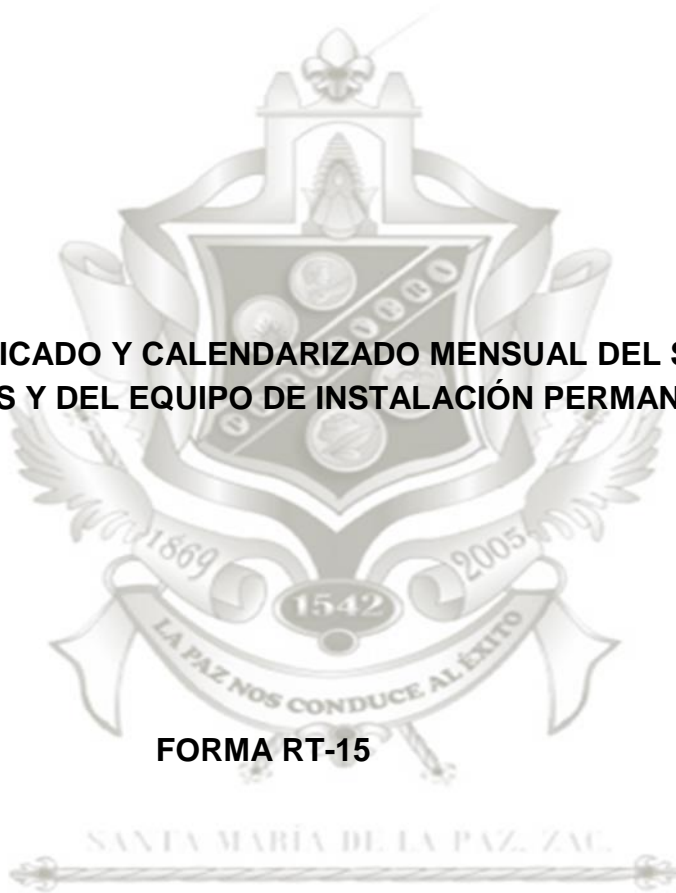 ICADO Y CALENDARIZADO MENSUAL DEL S
S Y DEL EQUIPO DE INSTALACIÓN PERMAN
1869
2005
1542
LA PAZ NOS CONDUCE AL ÉXITO
FORMA RT-15
SANTA MARÍA DE LA PAZ, ZAC.